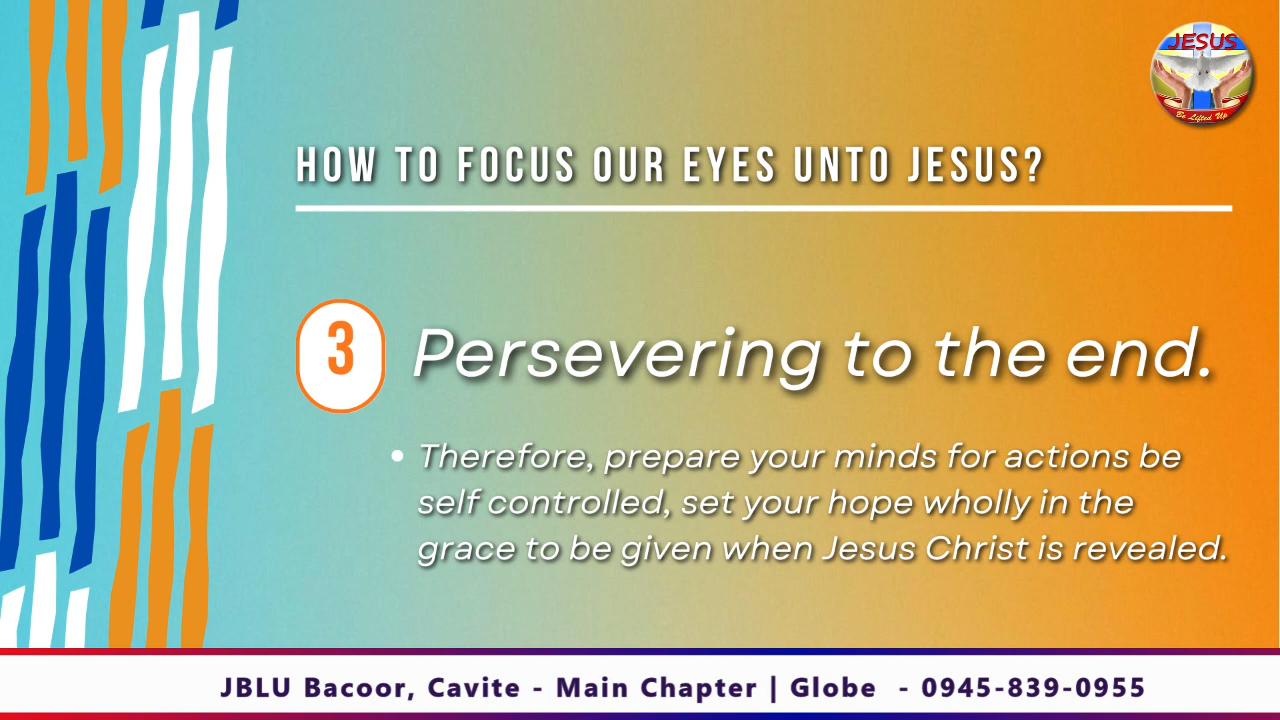 JESUS
Be Lifted Up
HOW TO FOCUS OUR EYES UNTO JESUS?
3 Persevering to the end.
• Therefore, prepare your minds for actions be
self controlled, set your hope wholly in the
grace to be given when Jesus Christ is revealed.
JBLU Bacoor, Cavite - Main Chapter | Globe - 0945-839-0955